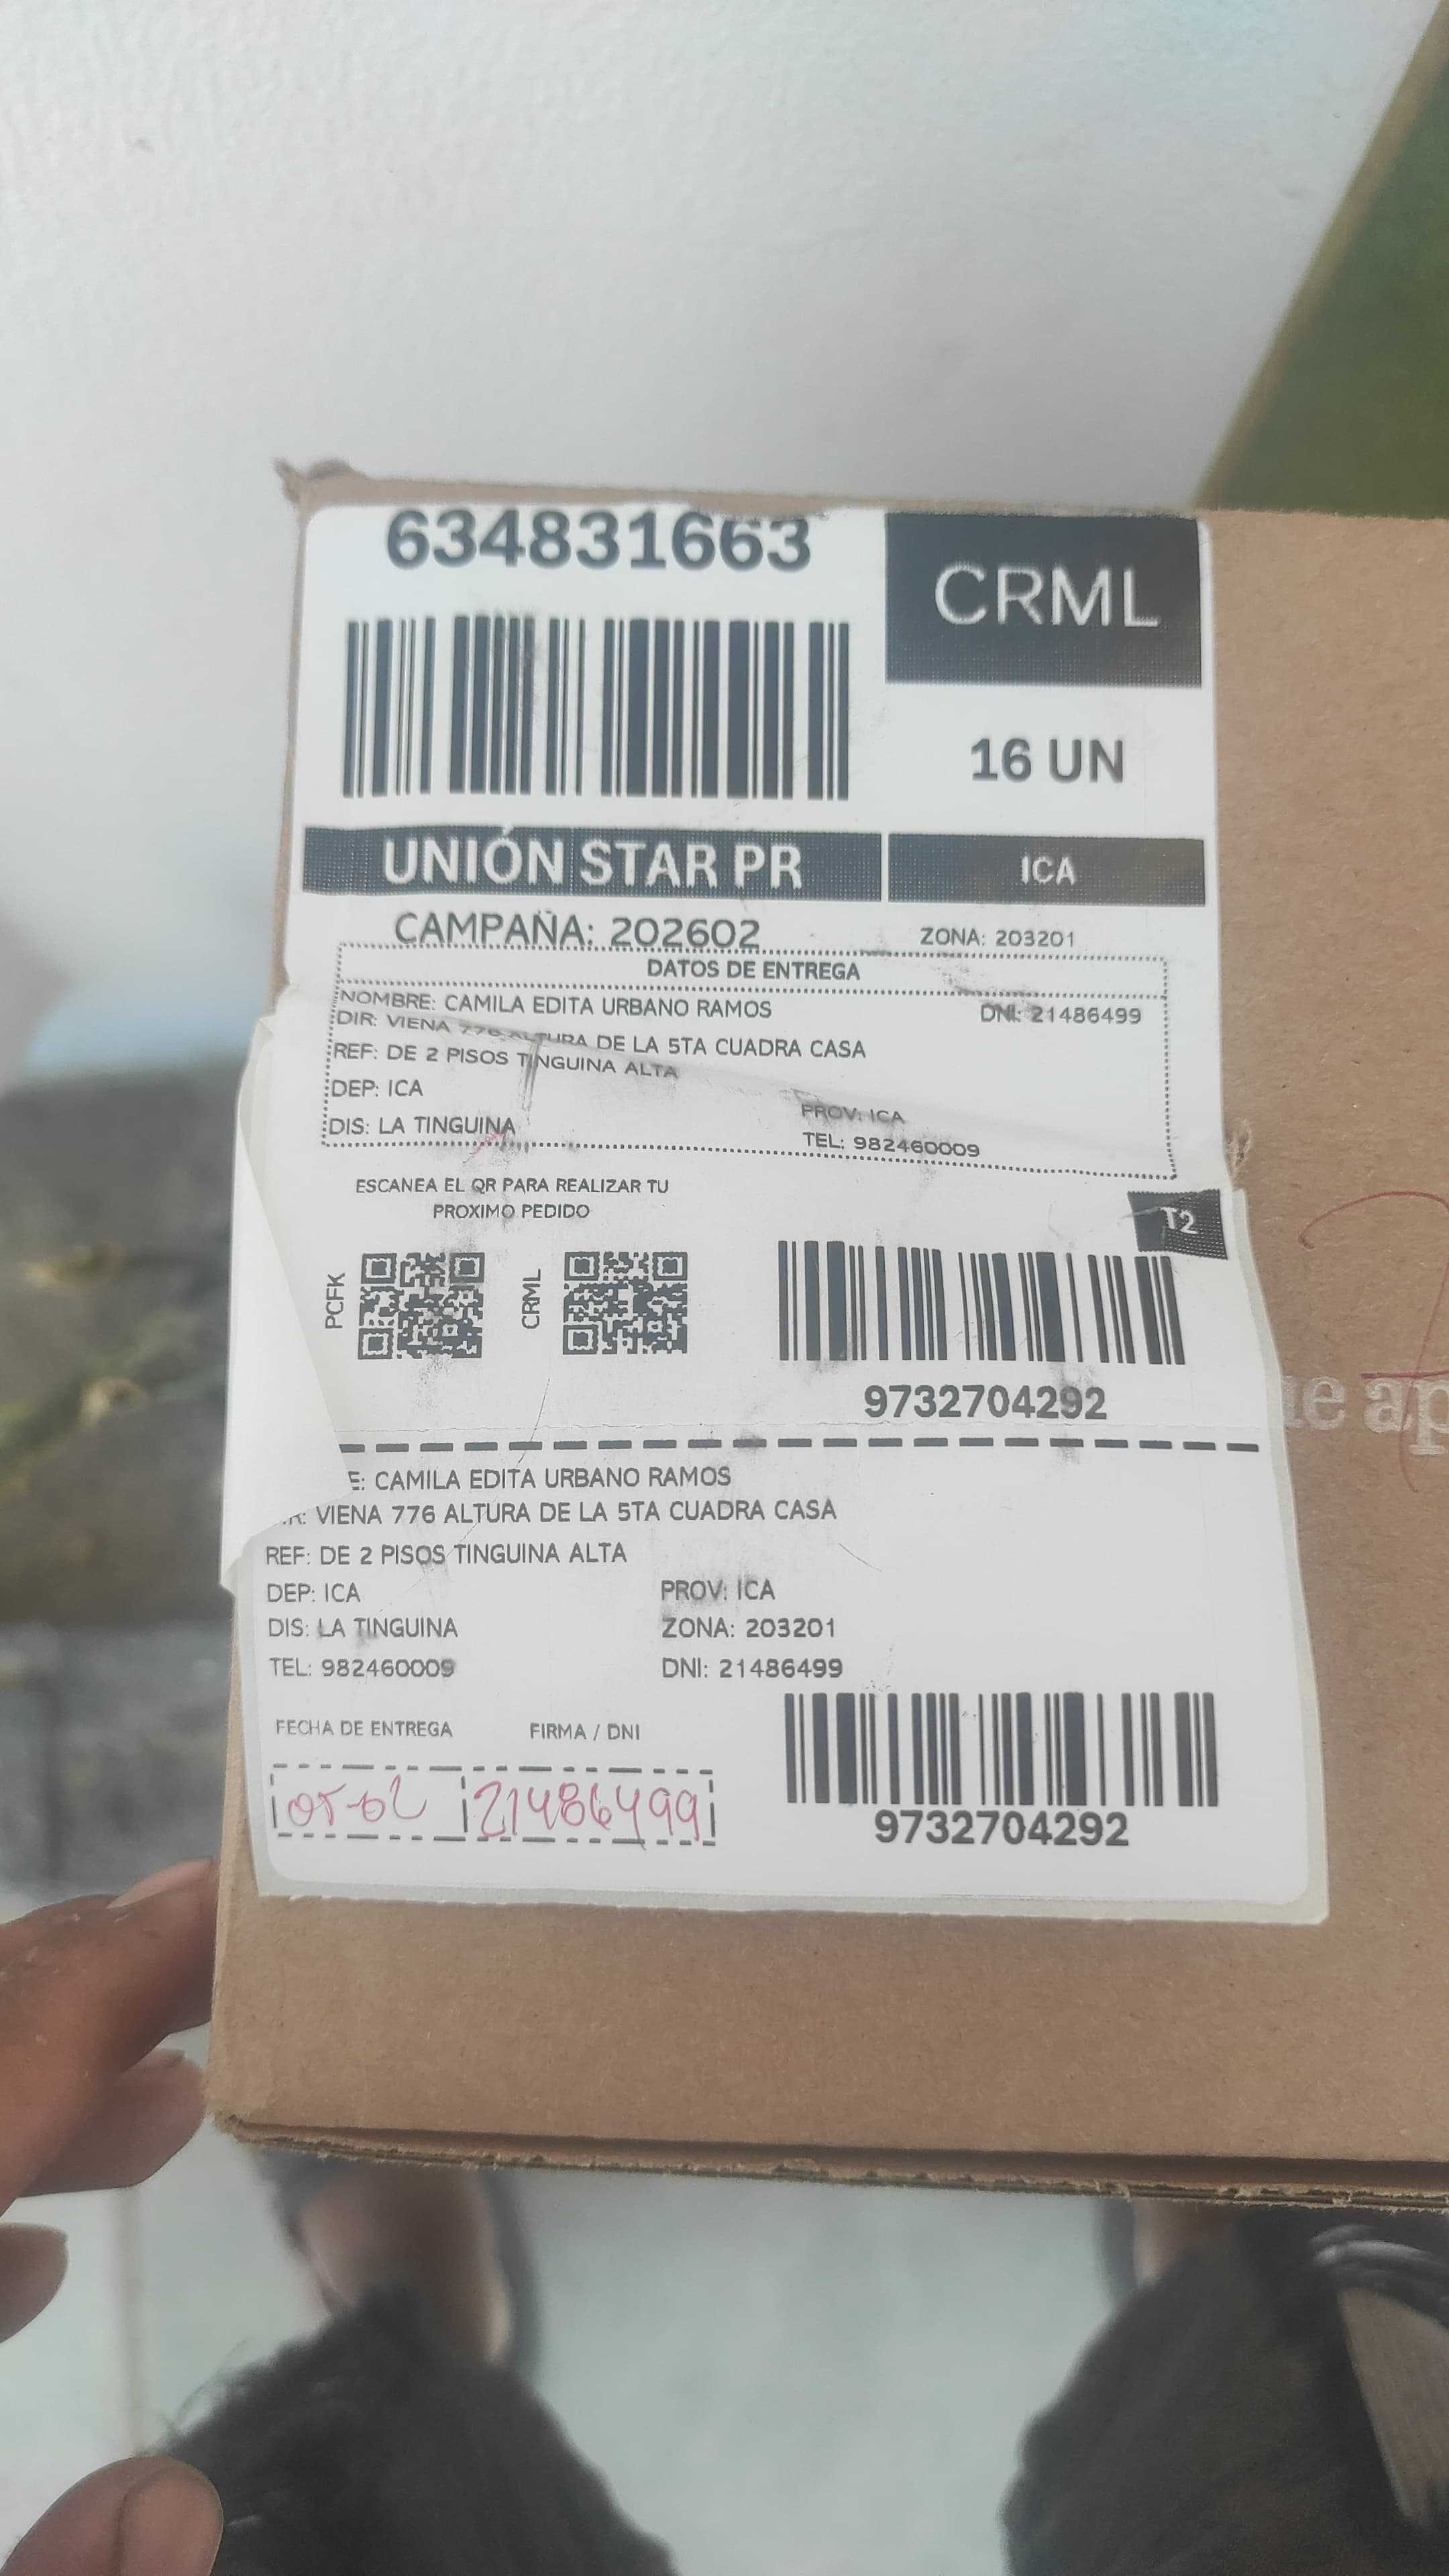 634831663
CRML
16 UN
UNIÓN STAR PR
ICA
CAMPAÑA: 202602
ZONA: 203201
DATOS DE ENTREGA
NOMBRE: CAMILA EDITA URBANO RAMOS
DNI: 21486499
DIR: VIENA 776 ALTURA DE LA 5TA CUADRA CASA
REF: DE 2 PISOS TINGUINA ALTA
DEP: ICA
PROV: ICA
DIS: LA TINGUINA
TEL: 982460009
ESCANEA EL QR PARA REALIZAR TU
PROXIMO PEDIDO
T2
PCFK
CRML
9732704292
E: CAMILA EDITA URBANO RAMOS
R: VIENA 776 ALTURA DE LA 5TA CUADRA CASA
REF: DE 2 PISOS TINGUINA ALTA
DEP: ICA
PROV: ICA
DIS: LA TINGUINA
ZONA: 203201
TEL: 982460009
DNI: 21486499
FECHA DE ENTREGA
FIRMA / DNI
21486499
9732704292